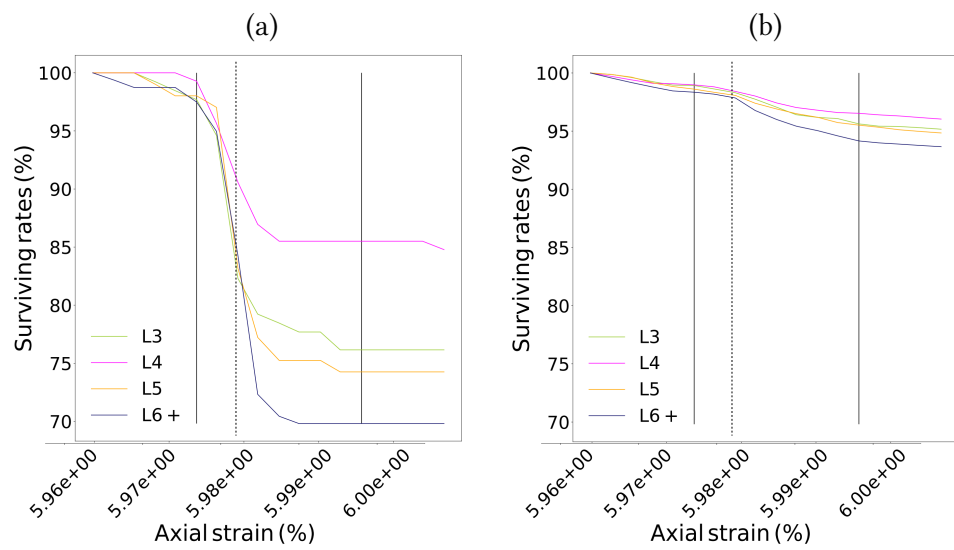 (a)
Surviving rates (%)
100
95
90
85
80
75
70
L3
L4
L5
L6 +
5.96e+00
5.97e+00
5.98e+00
5.99e+00
6.00e+00
Axial strain (%)
(b)
Surviving rates (%)
100
95
90
85
80
75
70
L3
L4
L5
L6 +
5.96e+00
5.97e+00
5.98e+00
5.99e+00
6.00e+00
Axial strain (%)